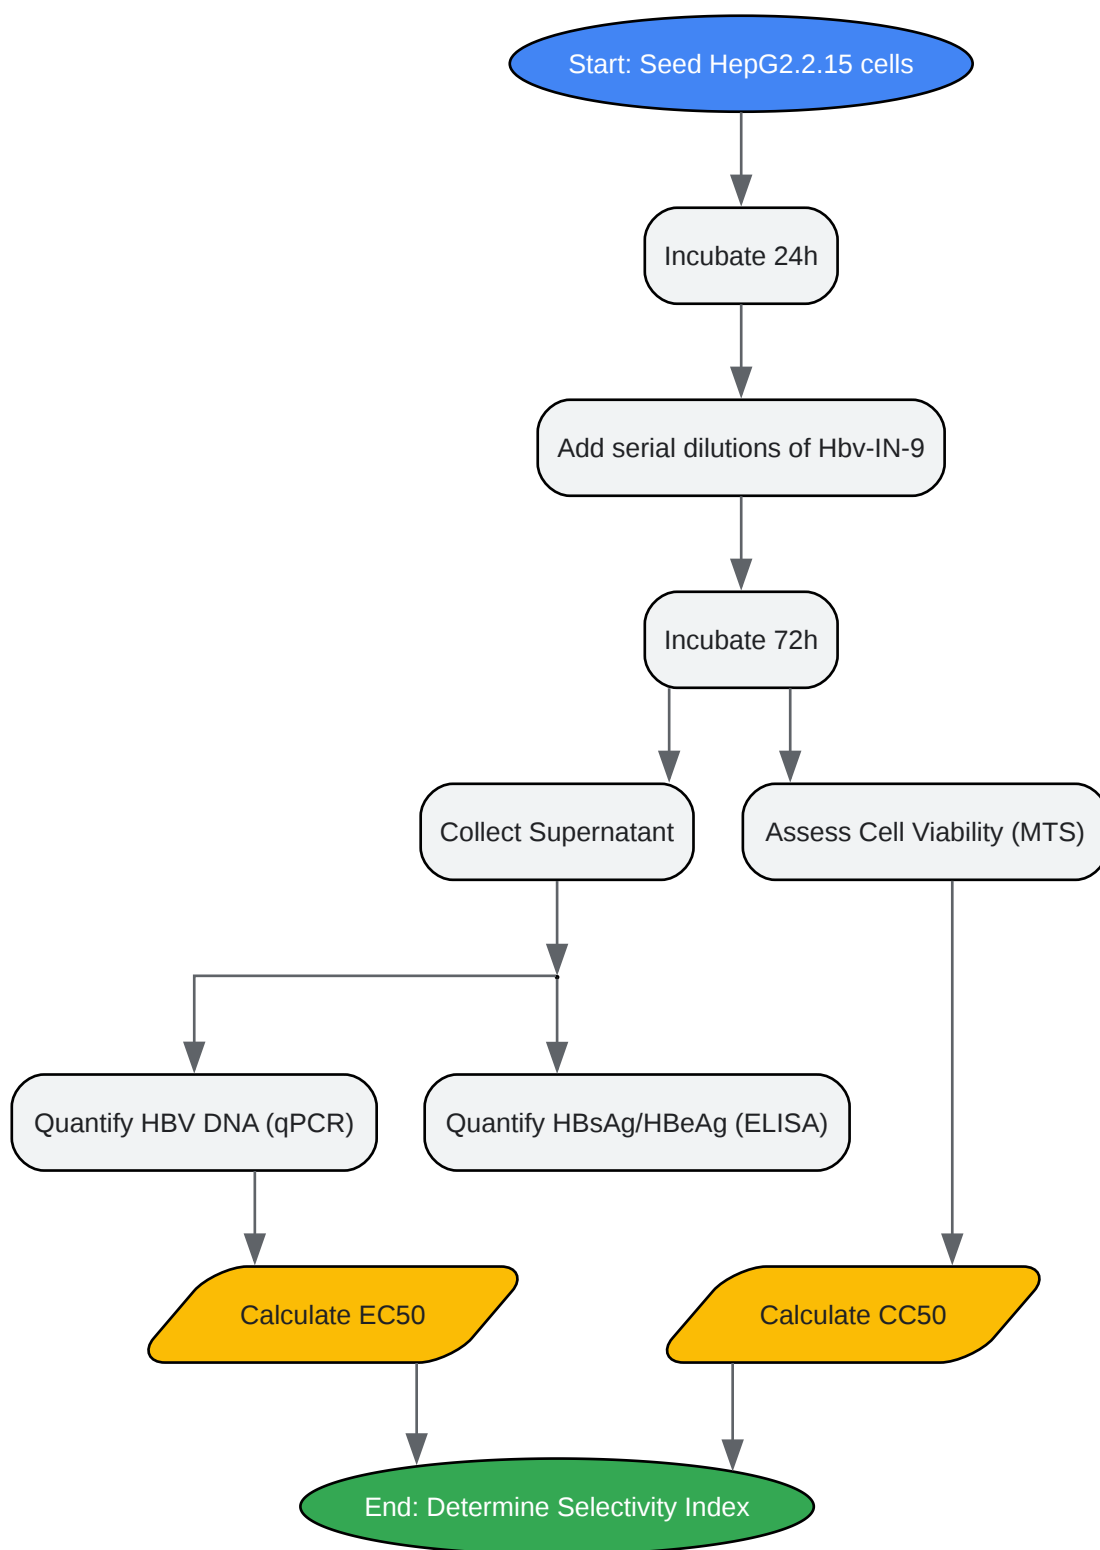 Start: Seed HepG2.2.15 cells
Incubate 24h
Add serial dilutions of Hbv-IN-9
Incubate 72h
Collect Supernatant
Assess Cell Viability (MTS)
Quantify HBV DNA (qPCR)
Quantify HBsAg/HBeAg (ELISA)
Calculate EC50
Calculate CC50
End: Determine Selectivity Index